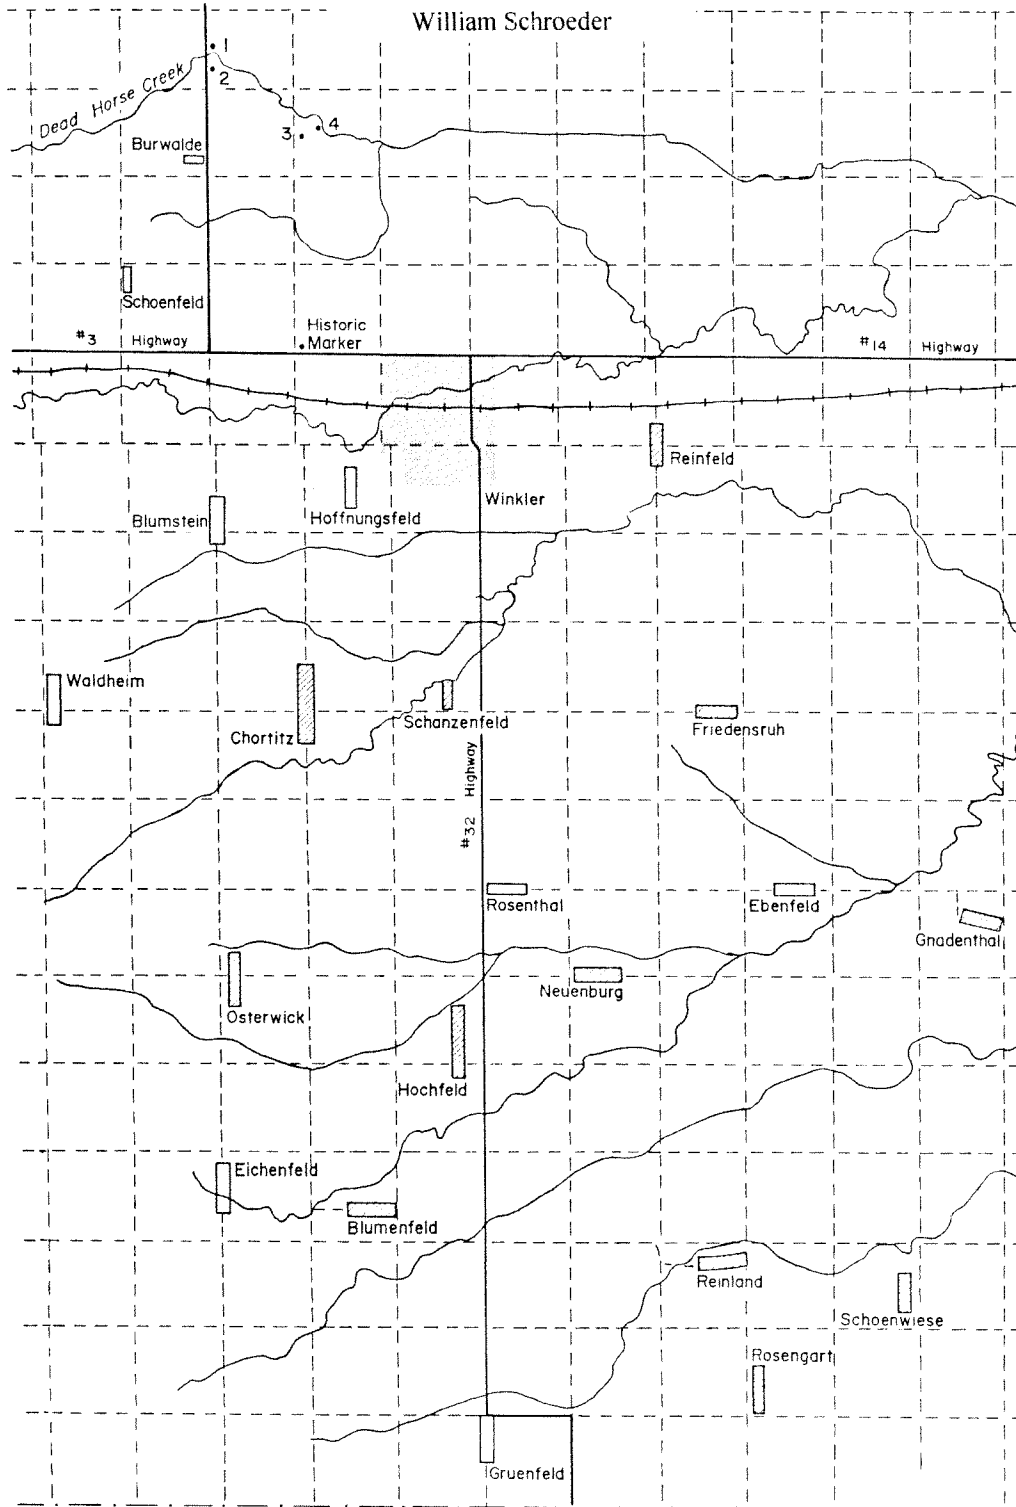 William Schroeder
1
2
Dead Horse Creek
3
4
Burwalde
Schoenfeld
Historic
Marker
#3 Highway
#14 Highway
Reinfeld
Winkler
Hoffnungsfeld
Blumstein
Waldheim
Chortitz
Schanzenfeld
Friedensruh
#32 Highway
Rosenthal
Ebenfeld
Gnadenthal
Neuenburg
Osterwick
Hochfeld
Eichenfeld
Blumenfeld
Reinland
Schoenwiese
Rosengart
Gruenfeld